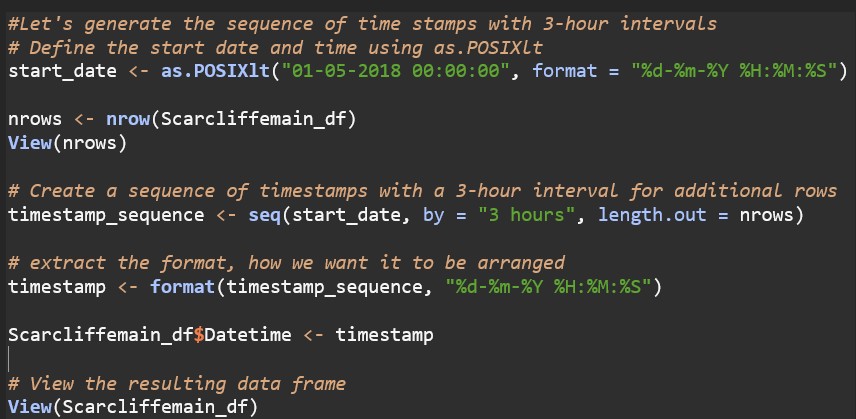 #Let's generate the sequence of time stamps with 3-hour intervals
# Define the start date and time using as.POSIXlt
start_date <- as.POSIXlt("01-05-2018 00:00:00", format = "%d-%m-%Y %H:%M:%S")
nrows <- nrow(Scarcliffemain_df)
View(nrows)
# Create a sequence of timestamps with a 3-hour interval for additional rows
timestamp_sequence <- seq(start_date, by = "3 hours", length.out = nrows)
# extract the format, how we want it to be arranged
timestamp <- format(timestamp_sequence, "%d-%m-%Y %H:%M:%S")
Scarcliffemain_df$Datetime <- timestamp
# View the resulting data frame
View(Scarcliffemain_df)